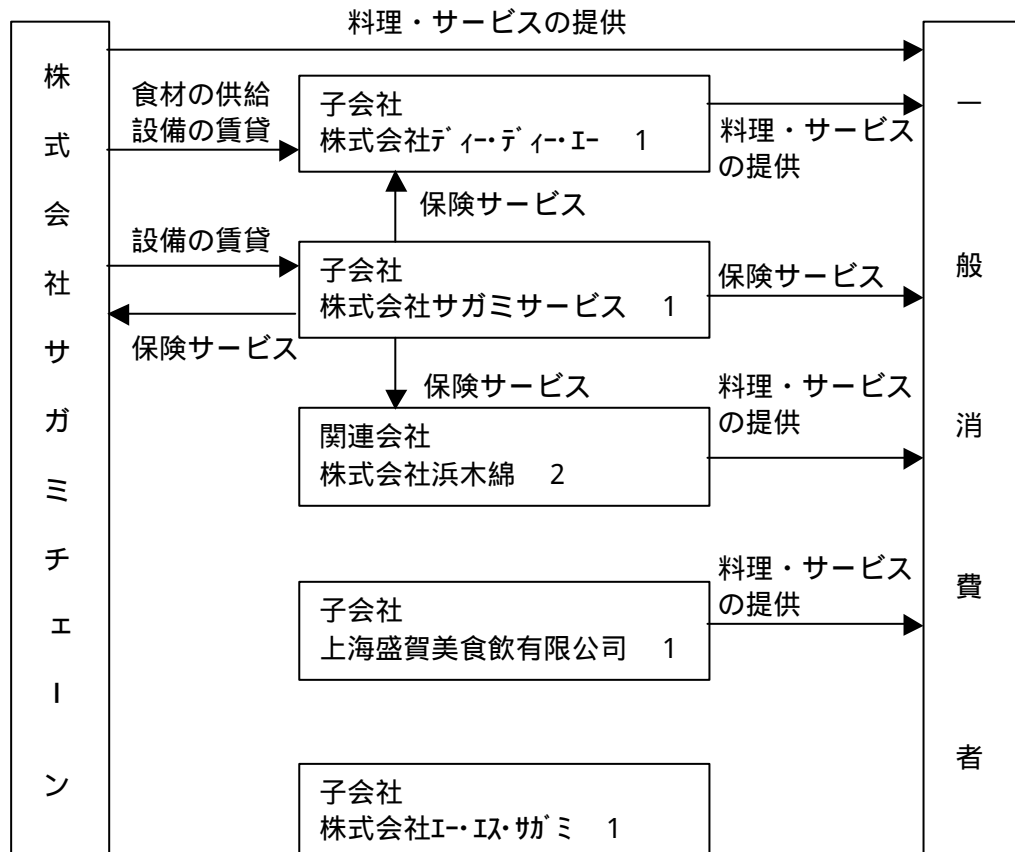 料理・サービスの提供
株式会社サガミチェーン
食材の供給
設備の賃貸
子会社
株式会社ディー・ディー・エー 1
料理・サービス
の提供
保険サービス
設備の賃貸
子会社
株式会社サガミサービス 1
保険サービス
保険サービス
保険サービス
関連会社
株式会社浜木綿 2
料理・サービス
の提供
子会社
上海盛賀美食飲有限公司 1
料理・サービス
の提供
子会社
株式会社エー・エス・サガミ 1
一般消費者